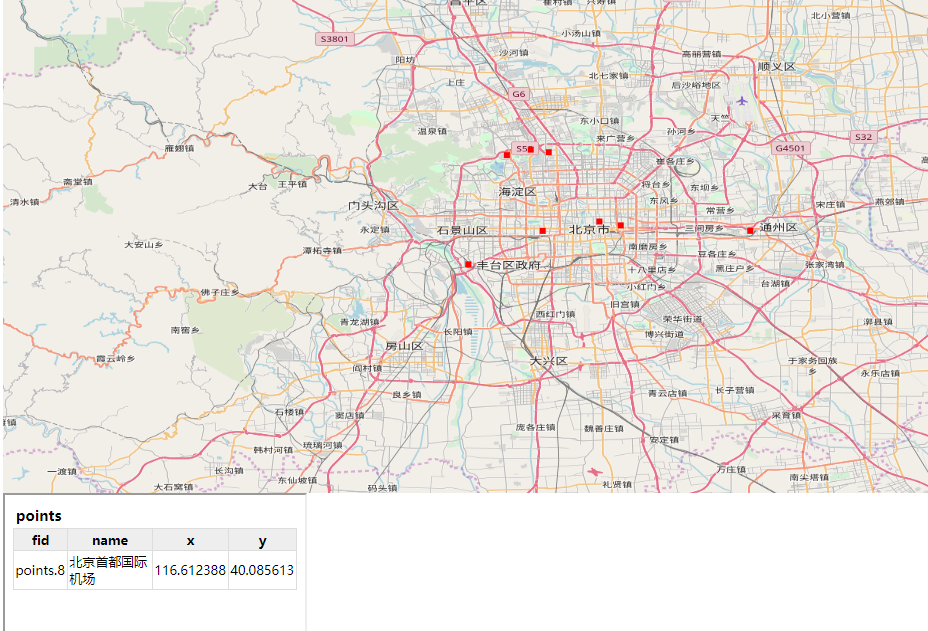 昌平区
崔村镇
兴寿镇
北小营镇
S3801
小汤山镇
阳坊
沙河镇
高丽营镇
顺义区
上庄
北七家镇
后沙峪地区
G6
天竺
温泉镇
东小口镇
来广营乡
孙河乡
S32
雁翅镇
S50
G4501
崔各庄乡
斋堂镇
大台
王平镇
海淀区
将台乡
东坝乡
清水镇
门头沟区
东风乡
常营乡
宋庄镇
燕郊镇
永定镇
石景山区
北京市
三间房乡
通州区
大安山乡
潭柘寺镇
南磨房乡
豆各庄乡
丰台区政府
十八里店乡
黑庄户乡
张家湾镇
佛子庄乡
小红门乡
台湖镇
南窖乡
青龙湖镇
长阳镇
西红门镇
旧宫镇
荣华街道
漷县镇
霞云岭乡
房山区
博兴街道
阎村镇
大兴区
于家务回族
乡
永乐店镇
良乡镇
青云店镇
长子营镇
石楼镇
窦店镇
采育镇
庞各庄镇
魏善庄镇
安定镇
韩村河镇
琉璃河镇
一渡镇
长沟镇
万庄镇
大石窝镇
东仙坡镇
码头镇
礼贤镇
南尖塔镇
points
fid name x y
points.8 北京首都国际 116.612388 40.085613
机场